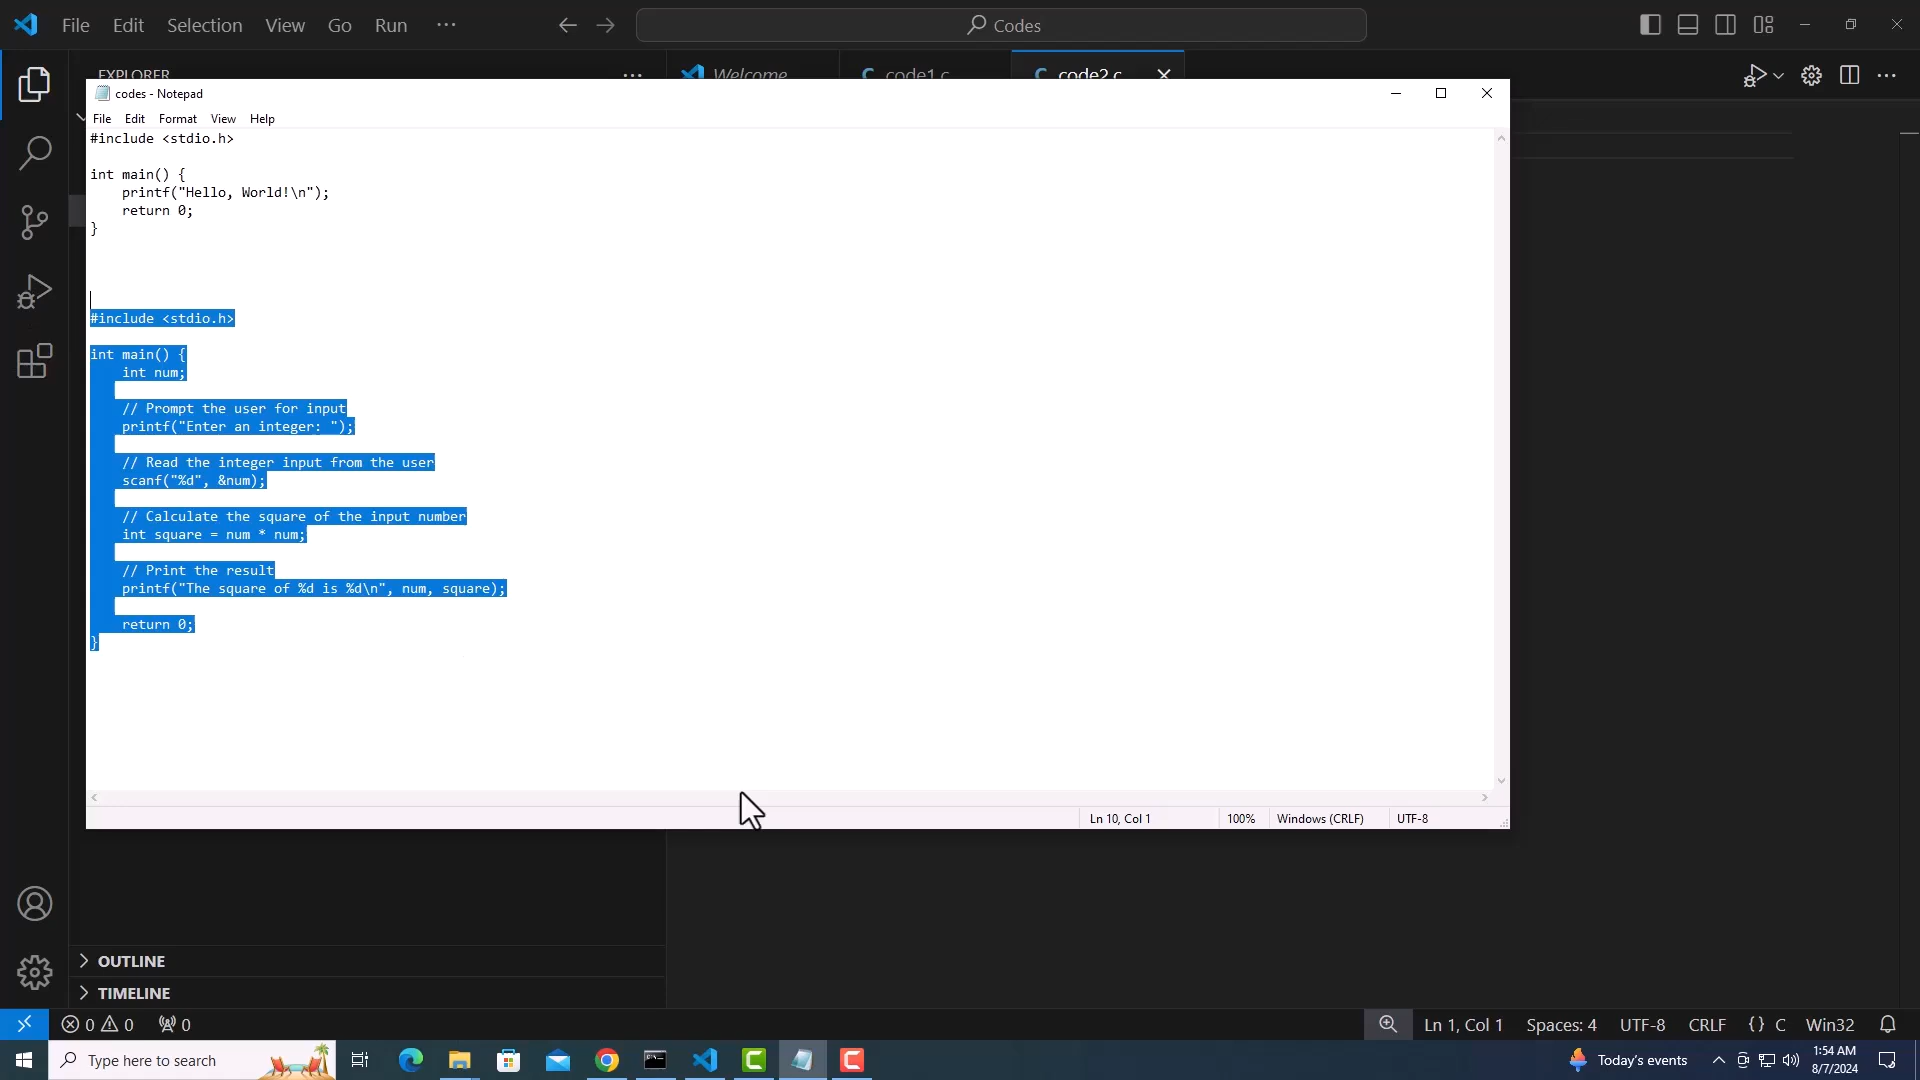 File Edit Selection View Go Run ··· Codes
EXPLORER ··· Welcome code1.c code2.c
codes - Notepad
File Edit Format View Help
#include <stdio.h>
int main() {
    printf("Hello, World!\n");
    return 0;
}
#include <stdio.h>
int main() {
    int num;
    // Prompt the user for input
    printf("Enter an integer: ");
    // Read the integer input from the user
    scanf("%d", &num);
    // Calculate the square of the input number
    int square = num * num;
    // Print the result
    printf("The square of %d is %d\n", num, square);
    return 0;
}
Ln 10, Col 1 100% Windows (CRLF) UTF-8
OUTLINE
TIMELINE
0 0 0 Ln 1, Col 1 Spaces: 4 UTF-8 CRLF {} C Win32
Type here to search Today's events 1:54 AM
8/7/2024